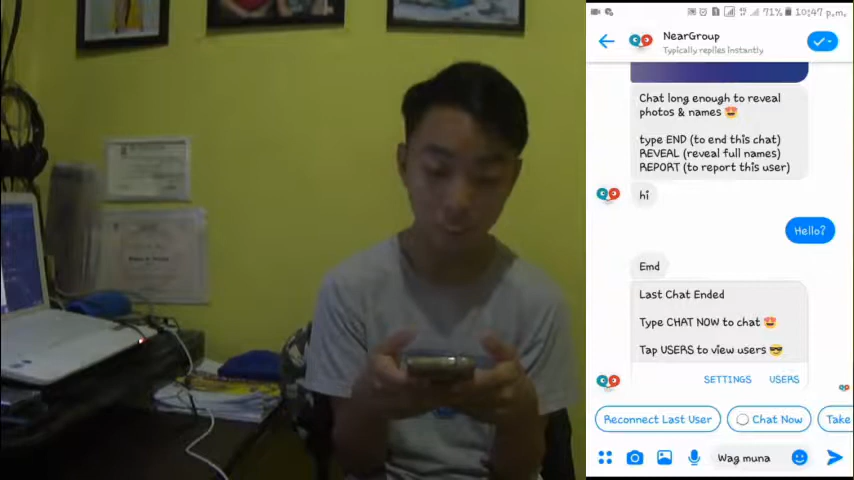 71% 10:47 p.m.
NearGroup
Typically replies instantly
Chat long enough to reveal
photos & names 😍
type END (to end this chat)
REVEAL (reveal full names)
REPORT (to report this user)
hi
Hello?
Emd
Last Chat Ended
Type CHAT NOW to chat 😍
Tap USERS to view users 😎
SETTINGS USERS
Reconnect Last User
Chat Now
Take
Wag muna